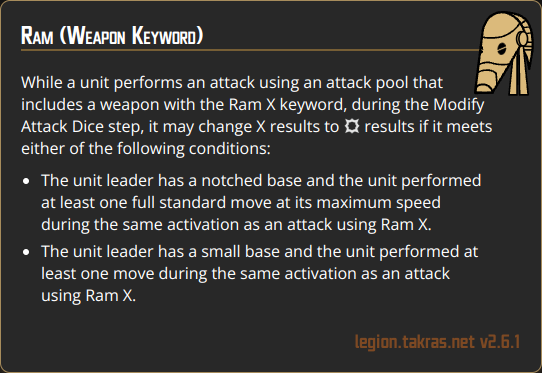 Ram (Weapon Keyword)
While a unit performs an attack using an attack pool that
includes a weapon with the Ram X keyword, during the Modify
Attack Dice step, it may change X results to results if it meets
either of the following conditions:
• The unit leader has a notched base and the unit performed
at least one full standard move at its maximum speed
during the same activation as an attack using Ram X.
• The unit leader has a small base and the unit performed at
least one move during the same activation as an attack
using Ram X.
legion.takras.net v2.6.1